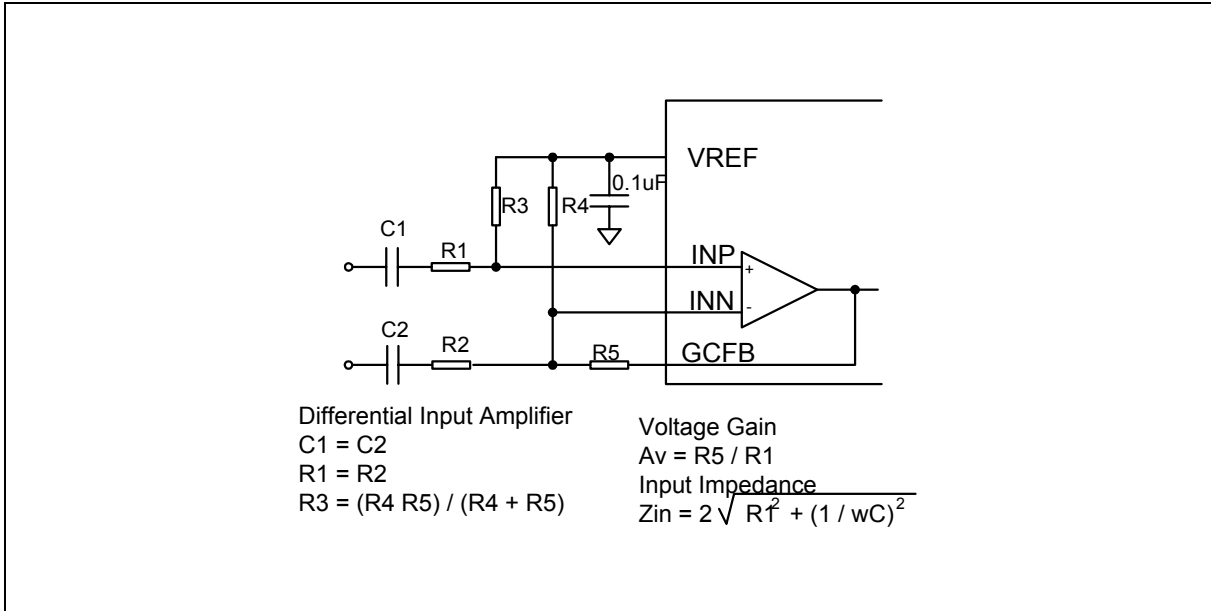 VREF
0.1uF
R3
R4
C1
R1
INP
+
INN
-
C2
R2
R5
GCFB
Differential Input Amplifier
C1 = C2
R1 = R2
R3 = (R4 R5) / (R4 + R5)
Voltage Gain
Av = R5 / R1
Input Impedance
Zin = 2 √ R1² + (1 / wC)²